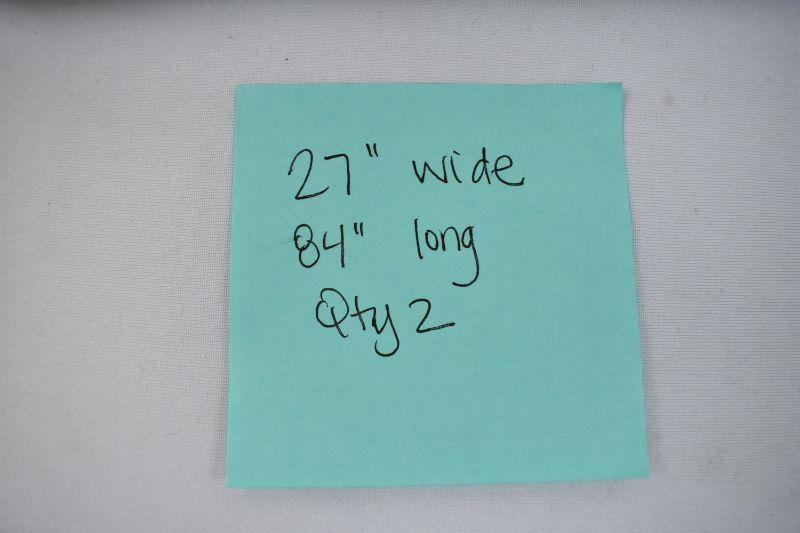 27" wide
84" long
Qty 2